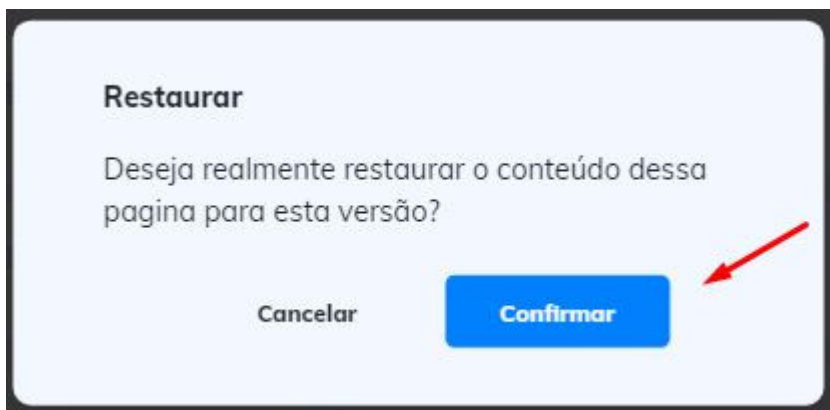 Restaurar
Deseja realmente restaurar o conteúdo dessa
pagina para esta versão?
Cancelar
Confirmar